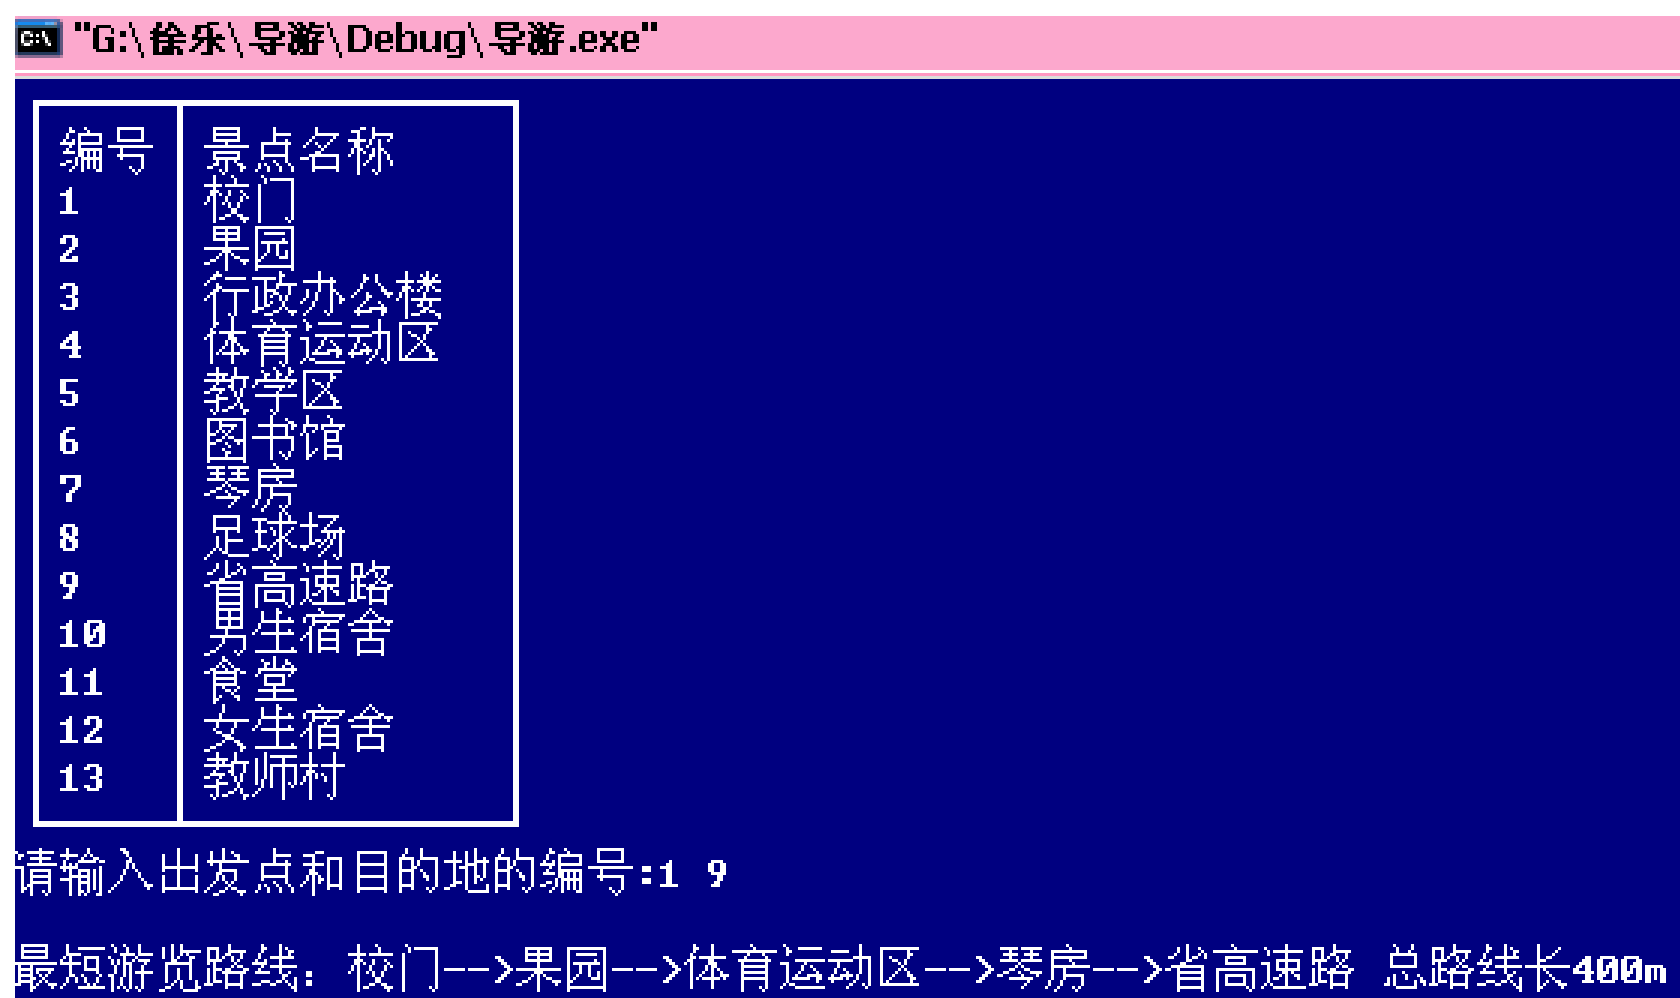 "G:\徐乐\导游\Debug\导游.exe"
编号 景点名称
1 校门
2 果园
3 行政办公楼
4 体育运动区
5 教学区
6 图书馆
7 琴房
8 足球场
9 省高速路
10 男生宿舍
11 食堂
12 女生宿舍
13 教师村
请输入出发点和目的地的编号:1 9
最短游览路线：校门-->果园-->体育运动区-->琴房-->省高速路 总路线长400m